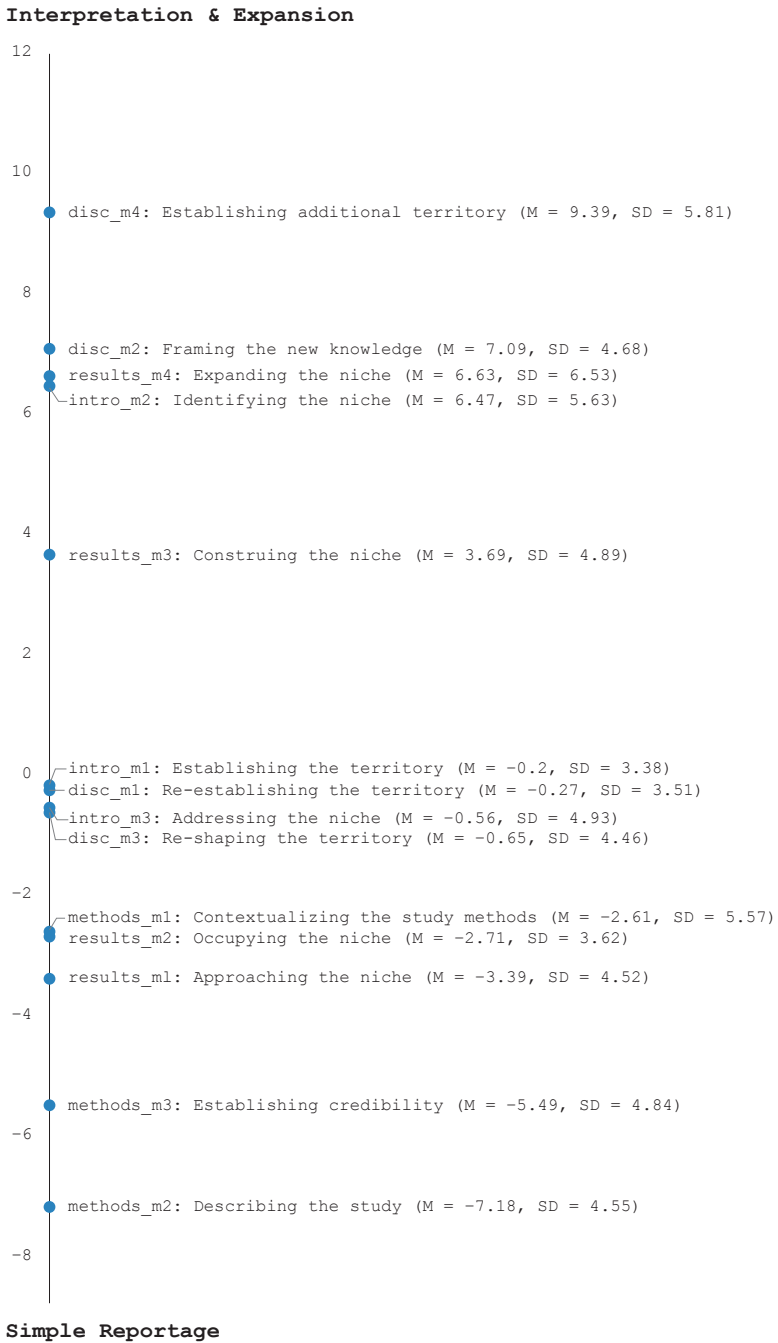 Interpretation & Expansion
12
10
disc_m4: Establishing additional territory (M = 9.39, SD = 5.81)
8
disc_m2: Framing the new knowledge (M = 7.09, SD = 4.68)
results_m4: Expanding the niche (M = 6.63, SD = 6.53)
intro_m2: Identifying the niche (M = 6.47, SD = 5.63)
6
4
results_m3: Construing the niche (M = 3.69, SD = 4.89)
2
0
intro_m1: Establishing the territory (M = −0.2, SD = 3.38)
disc_m1: Re-establishing the territory (M = −0.27, SD = 3.51)
intro_m3: Addressing the niche (M = −0.56, SD = 4.93)
disc_m3: Re-shaping the territory (M = −0.65, SD = 4.46)
−2
methods_m1: Contextualizing the study methods (M = −2.61, SD = 5.57)
results_m2: Occupying the niche (M = −2.71, SD = 3.62)
results_ml: Approaching the niche (M = −3.39, SD = 4.52)
−4
methods_m3: Establishing credibility (M = −5.49, SD = 4.84)
−6
methods_m2: Describing the study (M = −7.18, SD = 4.55)
−8
Simple Reportage